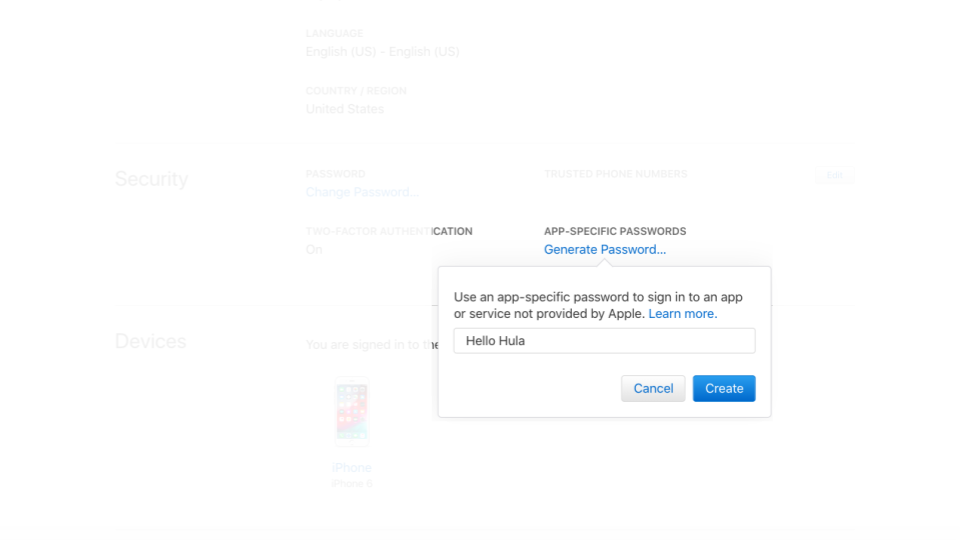 LANGUAGE
English (US) - English (US)
COUNTRY / REGION
United States
Security
PASSWORD
Change Password...
TRUSTED PHONE NUMBERS
Edit
TWO-FACTOR AUTHENTICATION
On
APP-SPECIFIC PASSWORDS
Generate Password...
Use an app-specific password to sign in to an app
or service not provided by Apple. Learn more.
Hello Hula
Cancel
Create
Devices
You are signed in to the
iPhone
iPhone 6